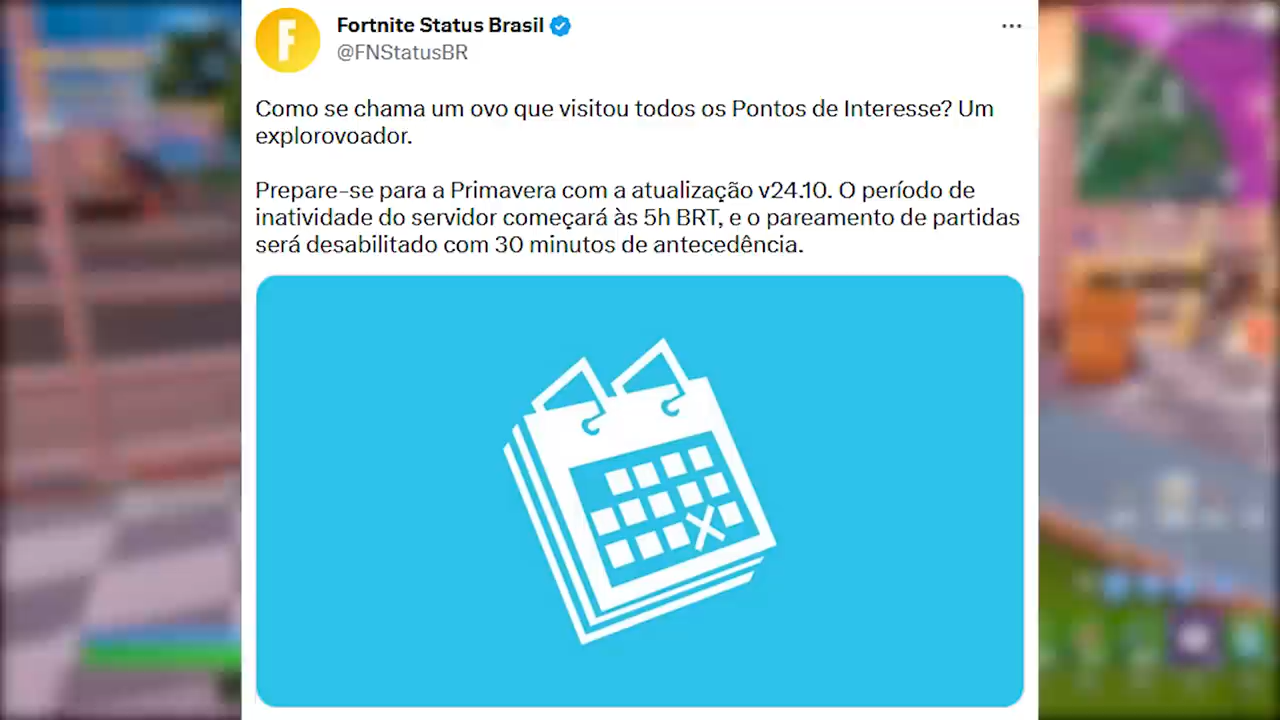 Fortnite Status Brasil
@FNStatusBR
Como se chama um ovo que visitou todos os Pontos de Interesse? Um
explorovoador.
Prepare-se para a Primavera com a atualização v24.10. O período de
inatividade do servidor começará às 5h BRT, e o pareamento de partidas
será desabilitado com 30 minutos de antecedência.